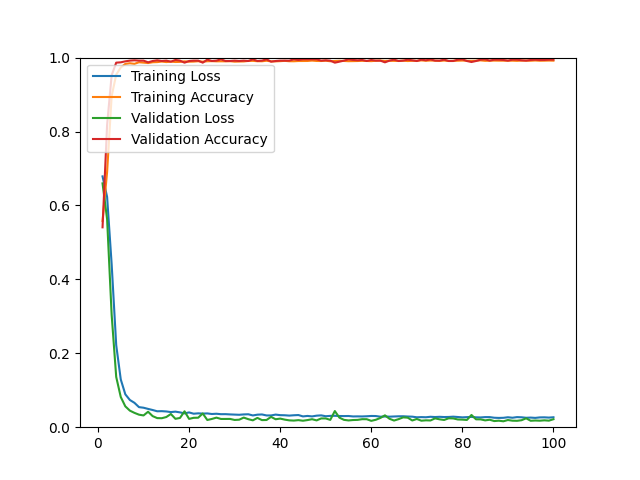 1.0
0.8
0.6
0.4
0.2
0.0
Training Loss
Training Accuracy
Validation Loss
Validation Accuracy
0 20 40 60 80 100